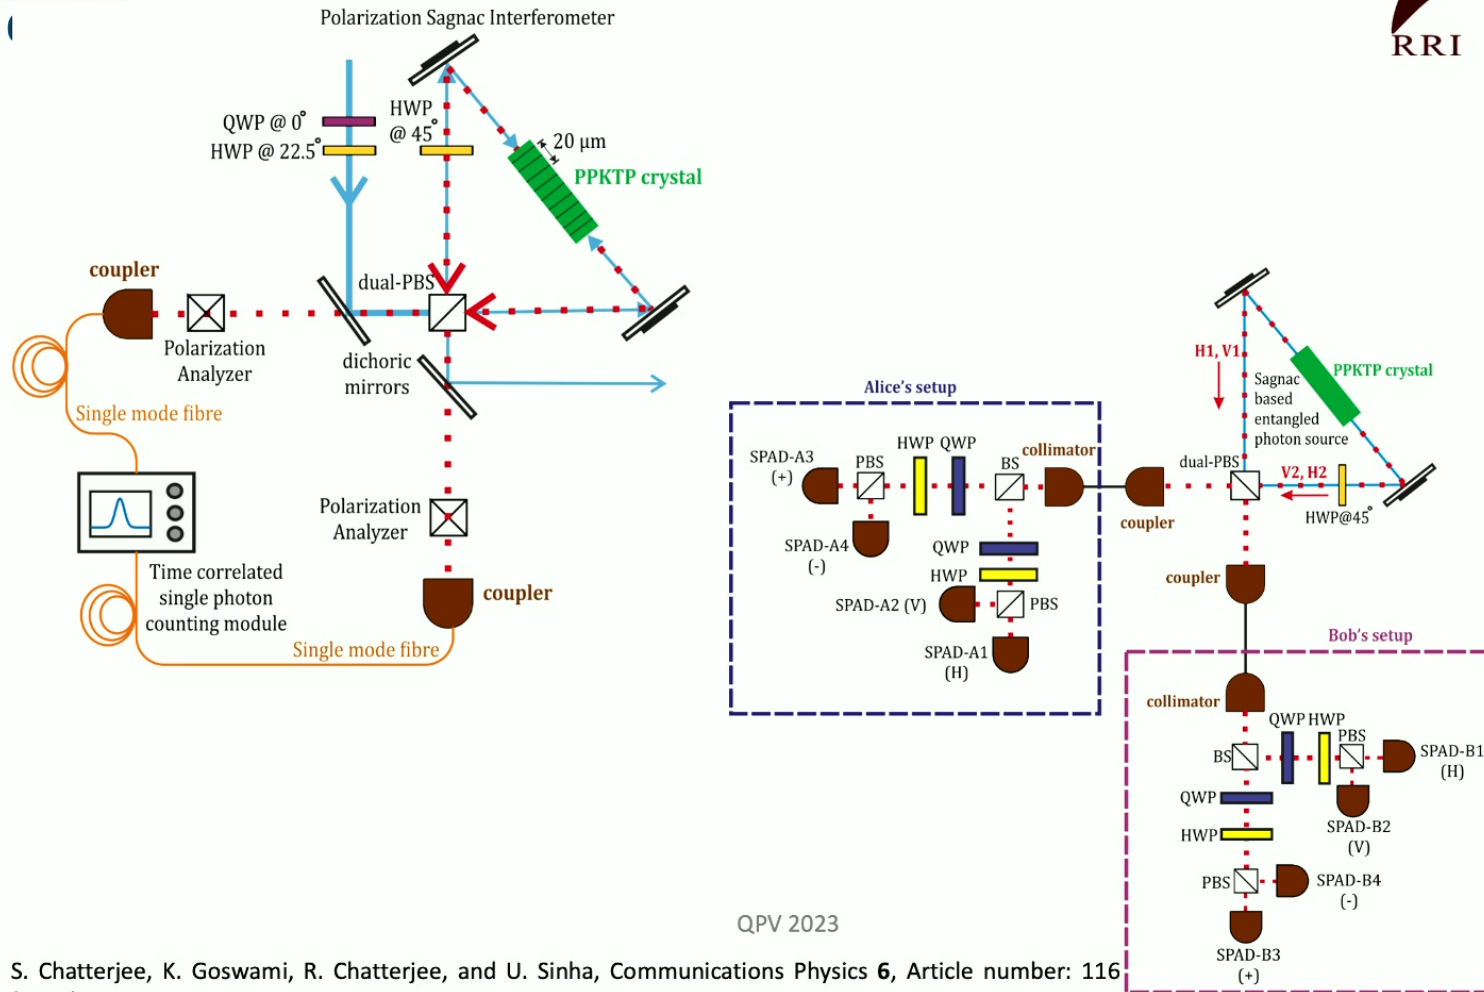 Polarization Sagnac Interferometer
RRI
QWP @ 0°
HWP @ 22.5°
HWP
@ 45°
20 µm
PPKTP crystal
coupler
dual-PBS
Polarization
Analyzer
dichoric
mirrors
Single mode fibre
Polarization
Analyzer
Time correlated
single photon
counting module
coupler
Single mode fibre
H1, V1
PPKTP crystal
Sagnac
based
entangled
photon source
dual-PBS
V2, H2
HWP@45°
coupler
coupler
Alice's setup
SPAD-A3
(+)
PBS
HWP QWP
BS
collimator
SPAD-A4
(-)
QWP
HWP
SPAD-A2 (V)
PBS
SPAD-A1
(H)
Bob's setup
collimator
QWP HWP
PBS
SPAD-B1
(H)
BS
QWP
SPAD-B2
(V)
HWP
PBS
SPAD-B4
(-)
SPAD-B3
(+)
QPV 2023
S. Chatterjee, K. Goswami, R. Chatterjee, and U. Sinha, Communications Physics 6, Article number: 116